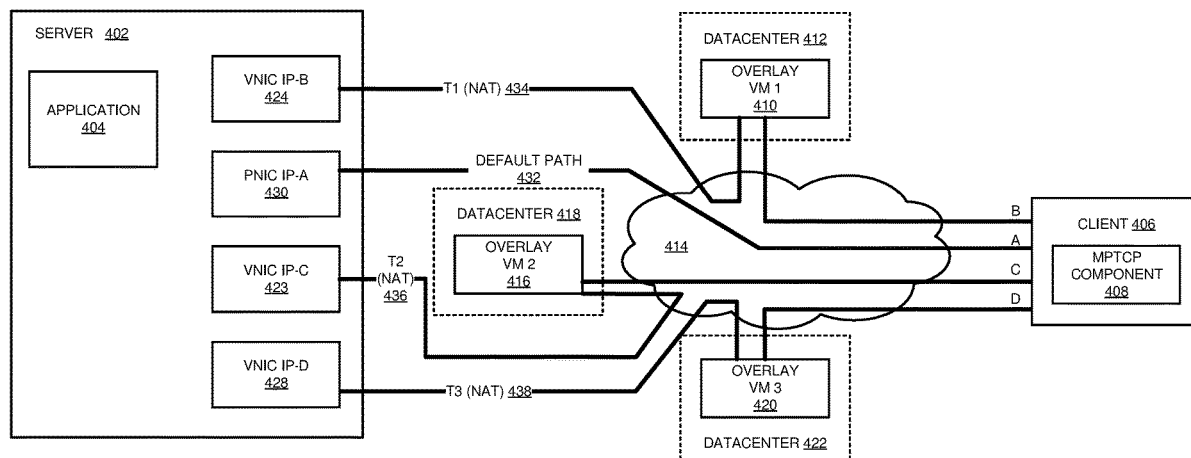 SERVER 402
APPLICATION
404
VNIC IP-B
424
PNIC IP-A
430
VNIC IP-C
423
VNIC IP-D
428
T1 (NAT) 434
DEFAULT PATH
432
T2
(NAT)
436
T3 (NAT) 438
DATACENTER 412
OVERLAY
VM 1
410
DATACENTER 418
OVERLAY
VM 2
416
414
OVERLAY
VM 3
420
DATACENTER 422
B
A
C
D
CLIENT 406
MPTCP
COMPONENT
408